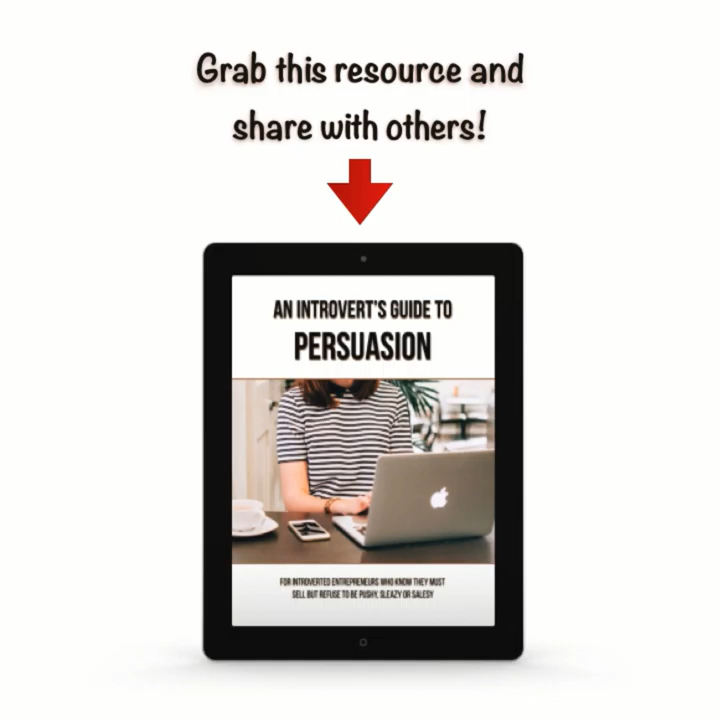 Grab this resource and
share with others!
AN INTROVERT'S GUIDE TO
PERSUASION
FOR INTROVERTED ENTREPRENEURS WHO KNOW THEY MUST
SELL BUT REFUSE TO BE PUSHY, SLEAZY OR SALESY